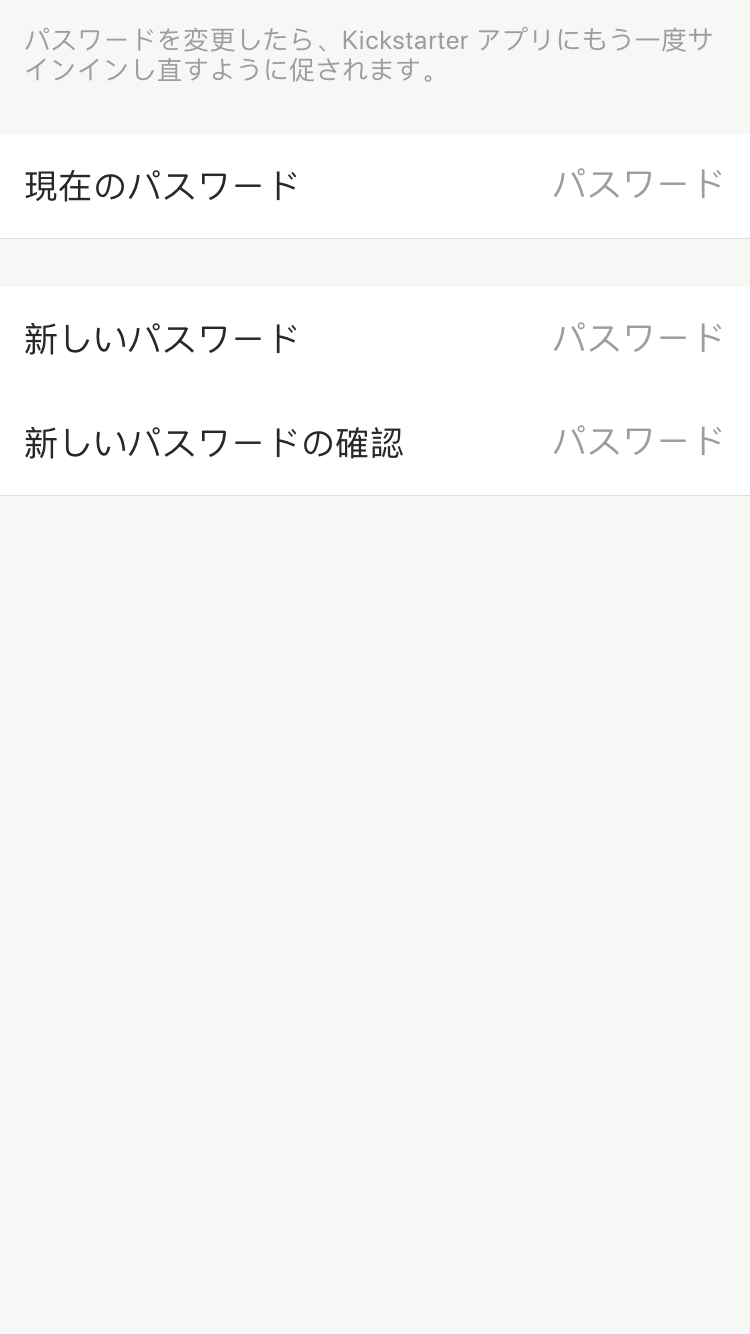 パスワードを変更したら、Kickstarter アプリにもう一度サ
インインし直すように促されます。
現在のパスワード パスワード
新しいパスワード パスワード
新しいパスワードの確認 パスワード